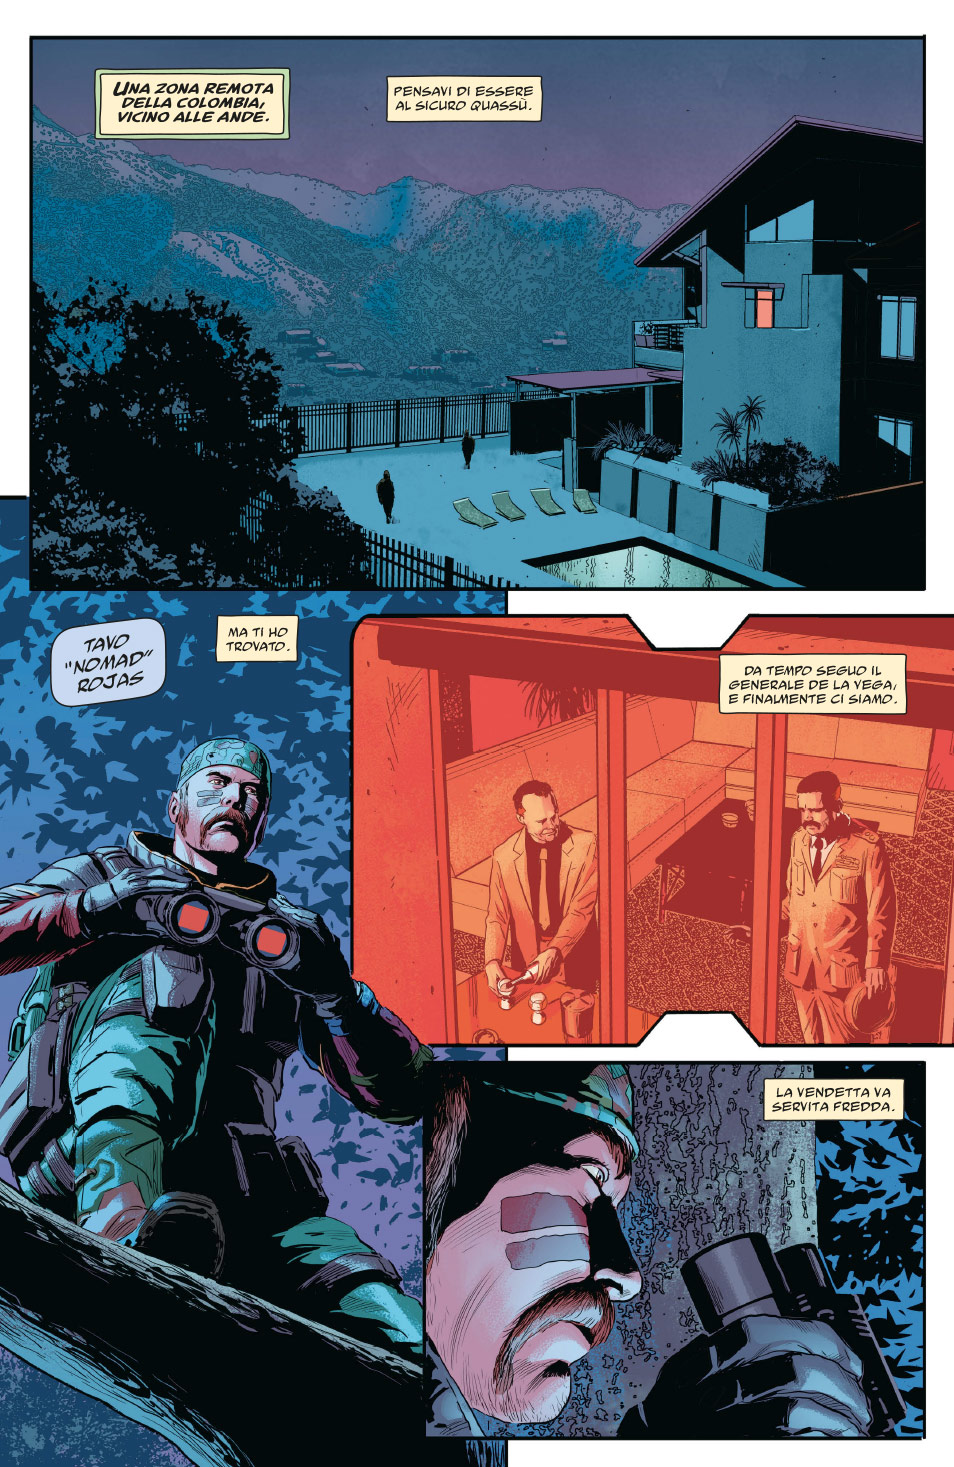 UNA ZONA REMOTA
DELLA COLOMBIA,
VICINO ALLE ANDE.
PENSAVI DI ESSERE
AL SICURO QUASSÙ.
TAVO
"NOMAD"
ROJAS
MA TI HO
TROVATO.
DA TEMPO SEGUO IL
GENERALE DE LA VEGA,
E FINALMENTE CI SIAMO.
LA VENDETTA VA
SERVITA FREDDA.